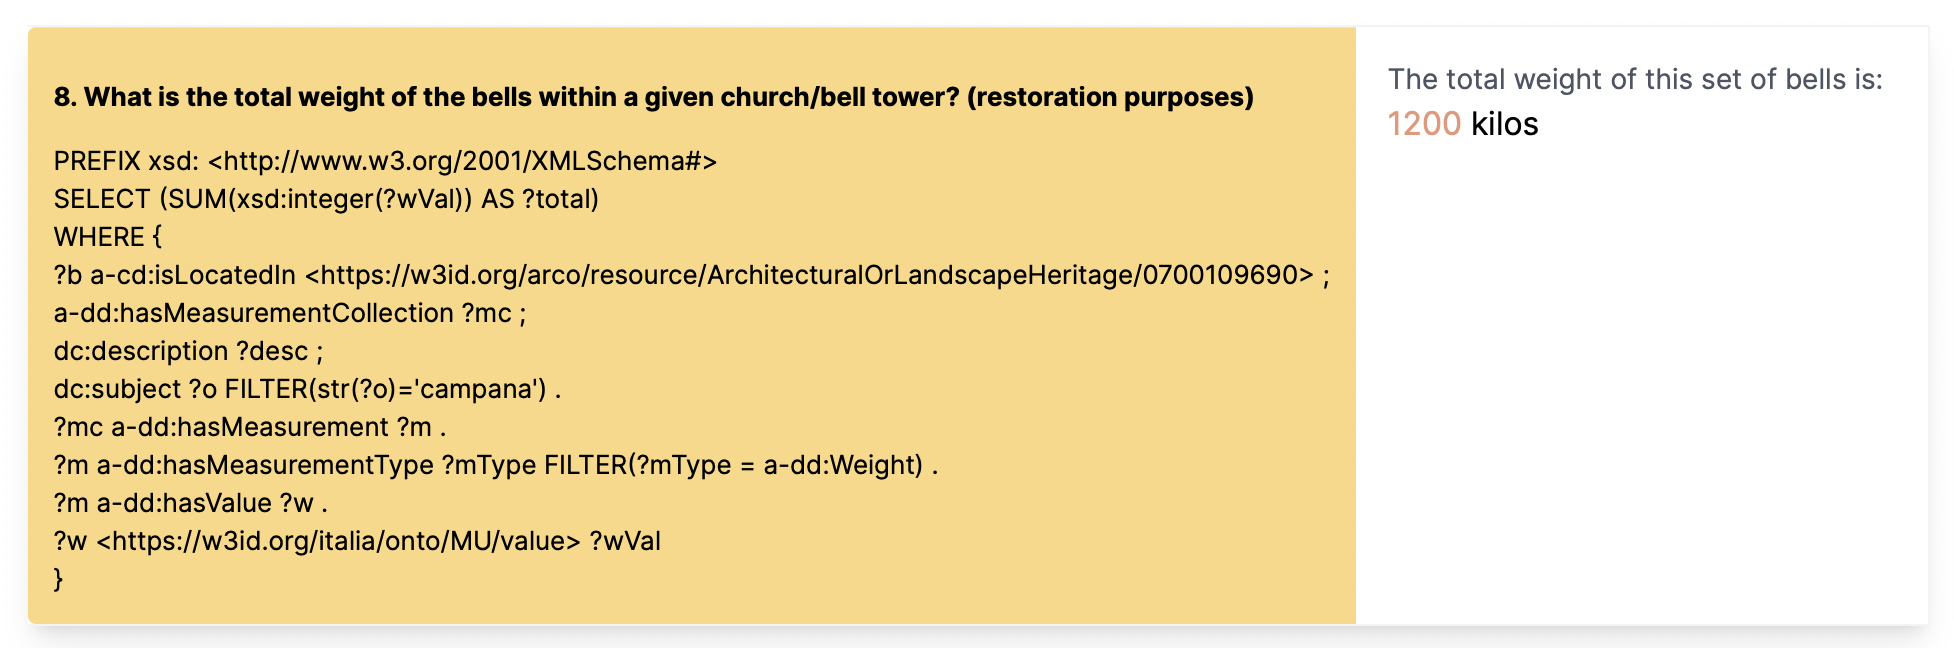 8. What is the total weight of the bells within a given church/bell tower? (restoration purposes)
PREFIX xsd: <http://www.w3.org/2001/XMLSchema#>
SELECT (SUM(xsd:integer(?wVal)) AS ?total)
WHERE {
?b a-cd:isLocatedIn <https://w3id.org/arco/resource/ArchitecturalOrLandscapeHeritage/0700109690> ;
a-dd:hasMeasurementCollection ?mc ;
dc:description ?desc ;
dc:subject ?o FILTER(str(?o)='campana') .
?mc a-dd:hasMeasurement ?m .
?m a-dd:hasMeasurementType ?mType FILTER(?mType = a-dd:Weight) .
?m a-dd:hasValue ?w .
?w <https://w3id.org/italia/onto/MU/value> ?wVal
}
The total weight of this set of bells is:
1200 kilos